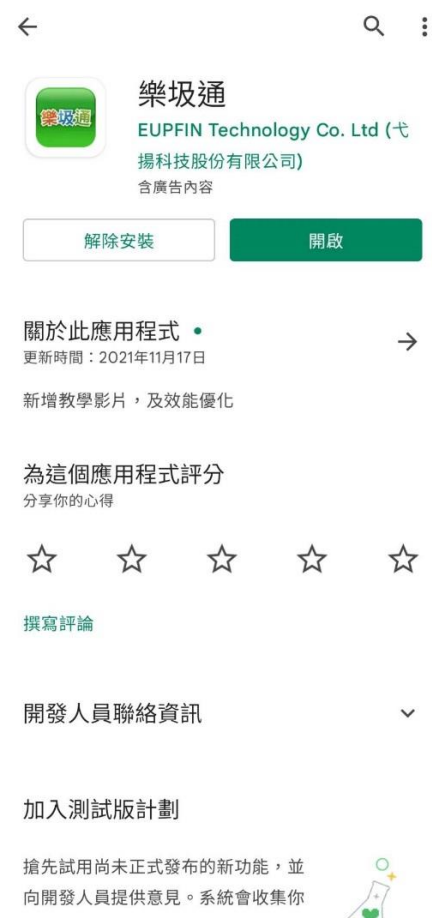 樂圾通
樂圾通
EUPFIN Technology Co. Ltd (弋
揚科技股份有限公司)
含廣告內容
解除安裝
開啟
關於此應用程式
更新時間：2021年11月17日
新增教學影片，及效能優化
為這個應用程式評分
分享你的心得
撰寫評論
開發人員聯絡資訊
加入測試版計劃
搶先試用尚未正式發布的新功能，並
向開發人員提供意見。系統會收集你